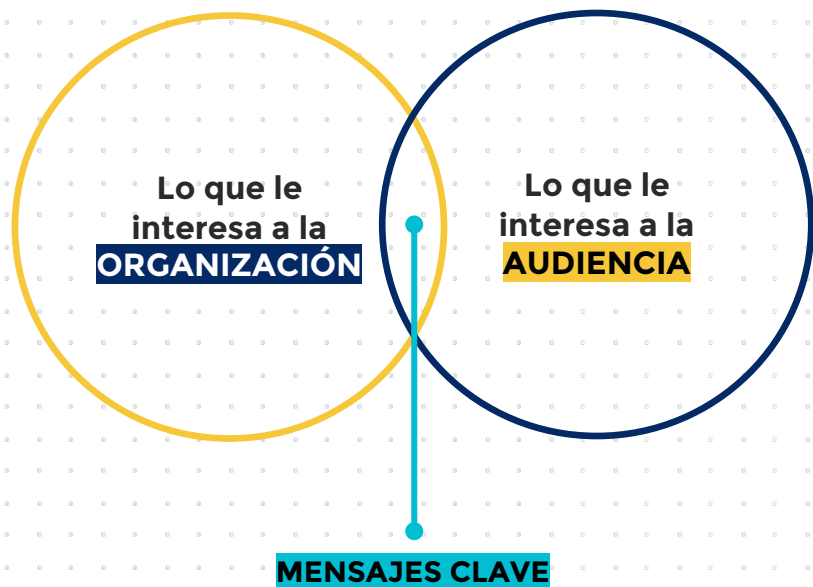 Lo que le
interesa a la
ORGANIZACIÓN
Lo que le
interesa a la
AUDIENCIA
MENSAJES CLAVE